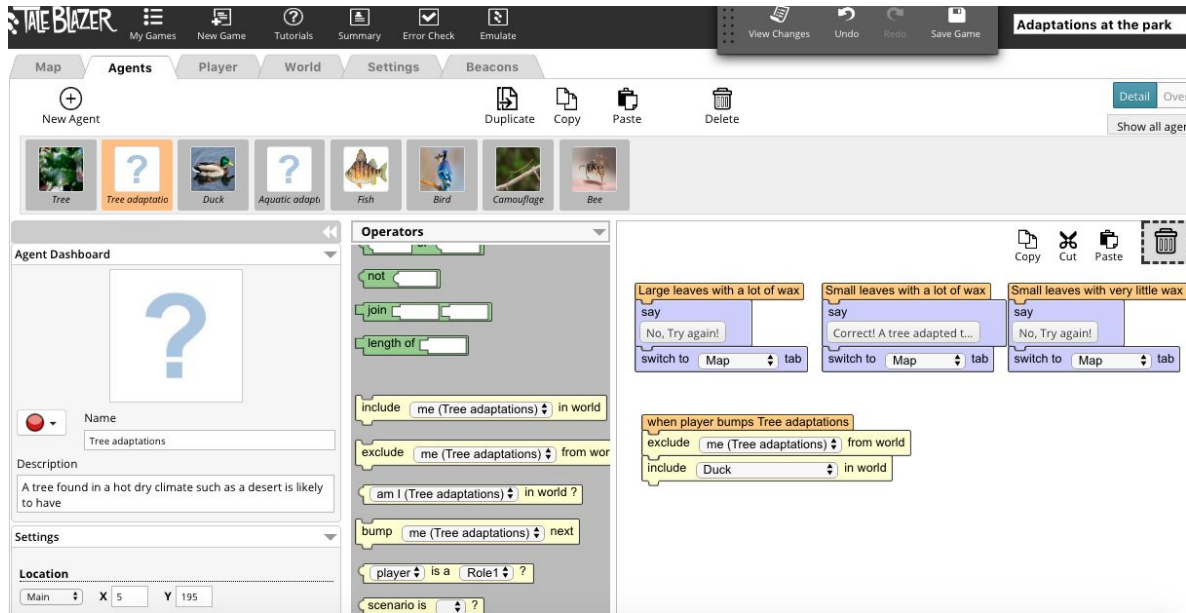 TALEBLAZER
My Games
New Game
Tutorials
Summary
Error Check
Emulate
View Changes
Undo
Redo
Save Game
Adaptations at the park
Map
Agents
Player
World
Settings
Beacons
New Agent
Duplicate
Copy
Paste
Delete
Detail
Show all
Tree
Tree adaptatio
Duck
Aquatic adapt
Fish
Bird
Camouflage
Bee
Agent Dashboard
?
Name
Tree adaptations
Description
A tree found in a hot dry climate such as a desert is likely
to have
Settings
Location
Main
X 5
Y 195
Operators
not
join
length of
include me (Tree adaptations) in world
exclude me (Tree adaptations) from wor
am I (Tree adaptations) in world ?
bump me (Tree adaptations) next
player is a Role1 ?
scenario is ?
Copy
Cut
Paste
Large leaves with a lot of wax
say
No, Try again!
switch to Map tab
Small leaves with a lot of wax
say
Correct! A tree adapted t...
switch to Map tab
Small leaves with very little wax
say
No, Try again!
switch to Map tab
when player bumps Tree adaptations
exclude me (Tree adaptations) from world
include Duck in world